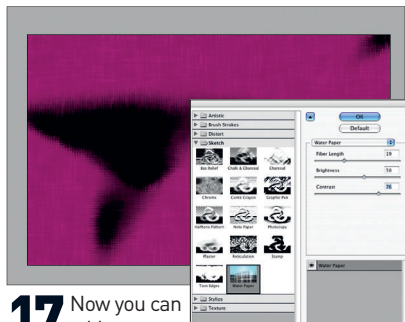 Artistic
Brush Strokes
Distort
Sketch
Bas Relief Chalk & Charcoal Charcoal
Chrome Conté Crayon Graphic Pen
Halftone Pattern Note Paper Photocopy
Plaster Reticulation Stamp
Torn Edges Water Paper
Stylize
Texture
OK
Default
Water Paper
Fiber Length 19
Brightness 58
Contrast 76
Water Paper
17 Now you can